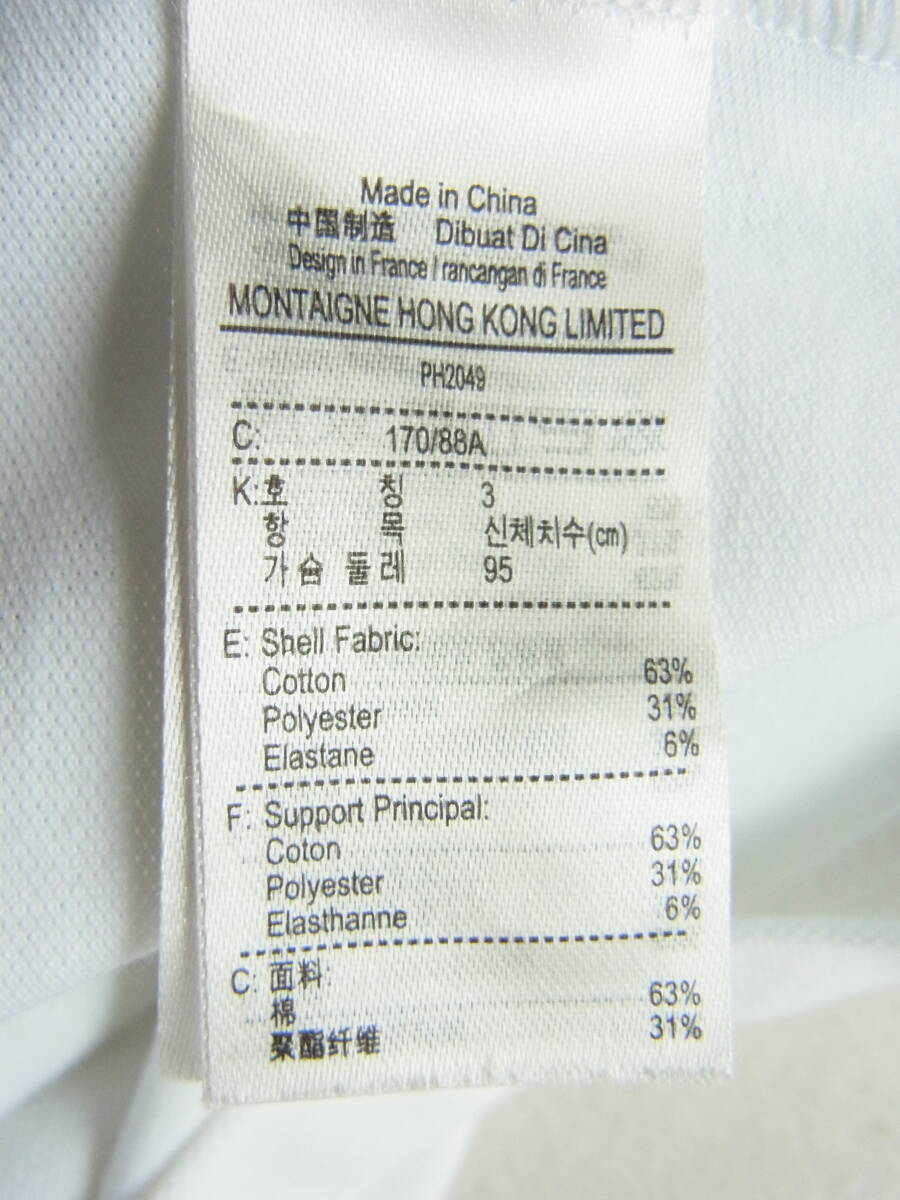 Made in China
中国制造 Dibuat Di Cina
Design in France / rancangan di France
MONTAIGNE HONG KONG LIMITED
PH2049
C: 170/88A
K:호 칭 3
항 목 신체치수(cm)
가슴 둘레 95
E: Shell Fabric:
Cotton 63%
Polyester 31%
Elastane 6%
F: Support Principal:
Coton 63%
Polyester 31%
Elasthanne 6%
C: 面料:
棉 63%
聚酯纤维 31%